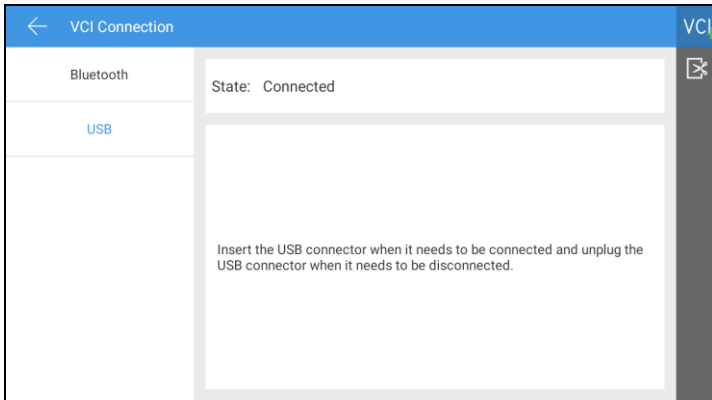 VCI Connection
VCI
Bluetooth
USB
State: Connected
Insert the USB connector when it needs to be connected and unplug the
USB connector when it needs to be disconnected.